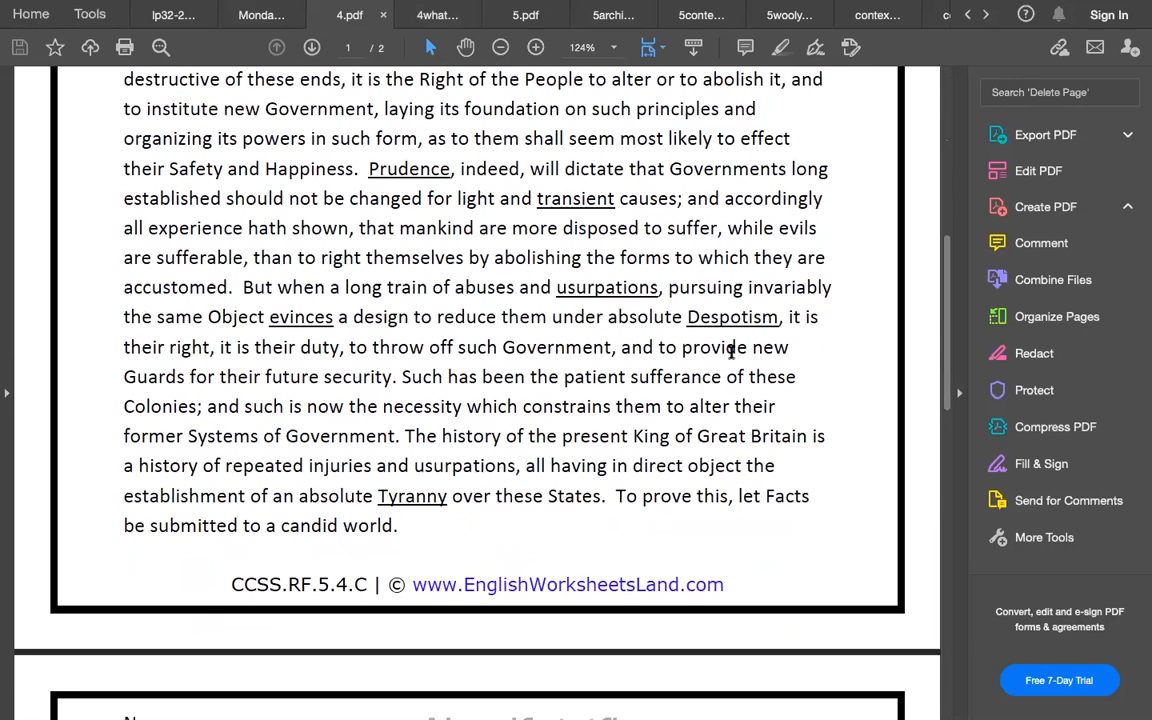 Home Tools lp32-2... Monda... 4.pdf × 4what... 5.pdf 5archi... 5conte... 5wooly... contex... Sign In
1 / 2 124%
destructive of these ends, it is the Right of the People to alter or to abolish it, and
to institute new Government, laying its foundation on such principles and
organizing its powers in such form, as to them shall seem most likely to effect
their Safety and Happiness. Prudence, indeed, will dictate that Governments long
established should not be changed for light and transient causes; and accordingly
all experience hath shown, that mankind are more disposed to suffer, while evils
are sufferable, than to right themselves by abolishing the forms to which they are
accustomed. But when a long train of abuses and usurpations, pursuing invariably
the same Object evinces a design to reduce them under absolute Despotism, it is
their right, it is their duty, to throw off such Government, and to provide new
Guards for their future security. Such has been the patient sufferance of these
Colonies; and such is now the necessity which constrains them to alter their
former Systems of Government. The history of the present King of Great Britain is
a history of repeated injuries and usurpations, all having in direct object the
establishment of an absolute Tyranny over these States. To prove this, let Facts
be submitted to a candid world.
CCSS.RF.5.4.C | © www.EnglishWorksheetsLand.com
Search 'Delete Page'
Export PDF
Edit PDF
Create PDF
Comment
Combine Files
Organize Pages
Redact
Protect
Compress PDF
Fill & Sign
Send for Comments
More Tools
Convert, edit and e-sign PDF
forms & agreements
Free 7-Day Trial